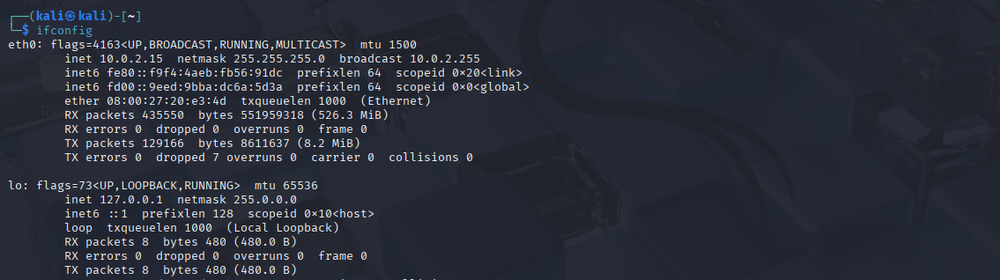 ┌──(kali㉿kali)-[~]
└─$ ifconfig
eth0: flags=4163<UP,BROADCAST,RUNNING,MULTICAST>  mtu 1500
        inet 10.0.2.15  netmask 255.255.255.0  broadcast 10.0.2.255
        inet6 fe80::f9f4:4aeb:fb56:91dc  prefixlen 64  scopeid 0×20<link>
        inet6 fd00::9eed:9bba:dc6a:5d3a  prefixlen 64  scopeid 0×0<global>
        ether 08:00:27:20:e3:4d  txqueuelen 1000  (Ethernet)
        RX packets 435550  bytes 551959318 (526.3 MiB)
        RX errors 0  dropped 0  overruns 0  frame 0
        TX packets 129166  bytes 8611637 (8.2 MiB)
        TX errors 0  dropped 7 overruns 0  carrier 0  collisions 0

lo: flags=73<UP,LOOPBACK,RUNNING>  mtu 65536
        inet 127.0.0.1  netmask 255.0.0.0
        inet6 ::1  prefixlen 128  scopeid 0×10<host>
        loop  txqueuelen 1000  (Local Loopback)
        RX packets 8  bytes 480 (480.0 B)
        RX errors 0  dropped 0  overruns 0  frame 0
        TX packets 8  bytes 480 (480.0 B)